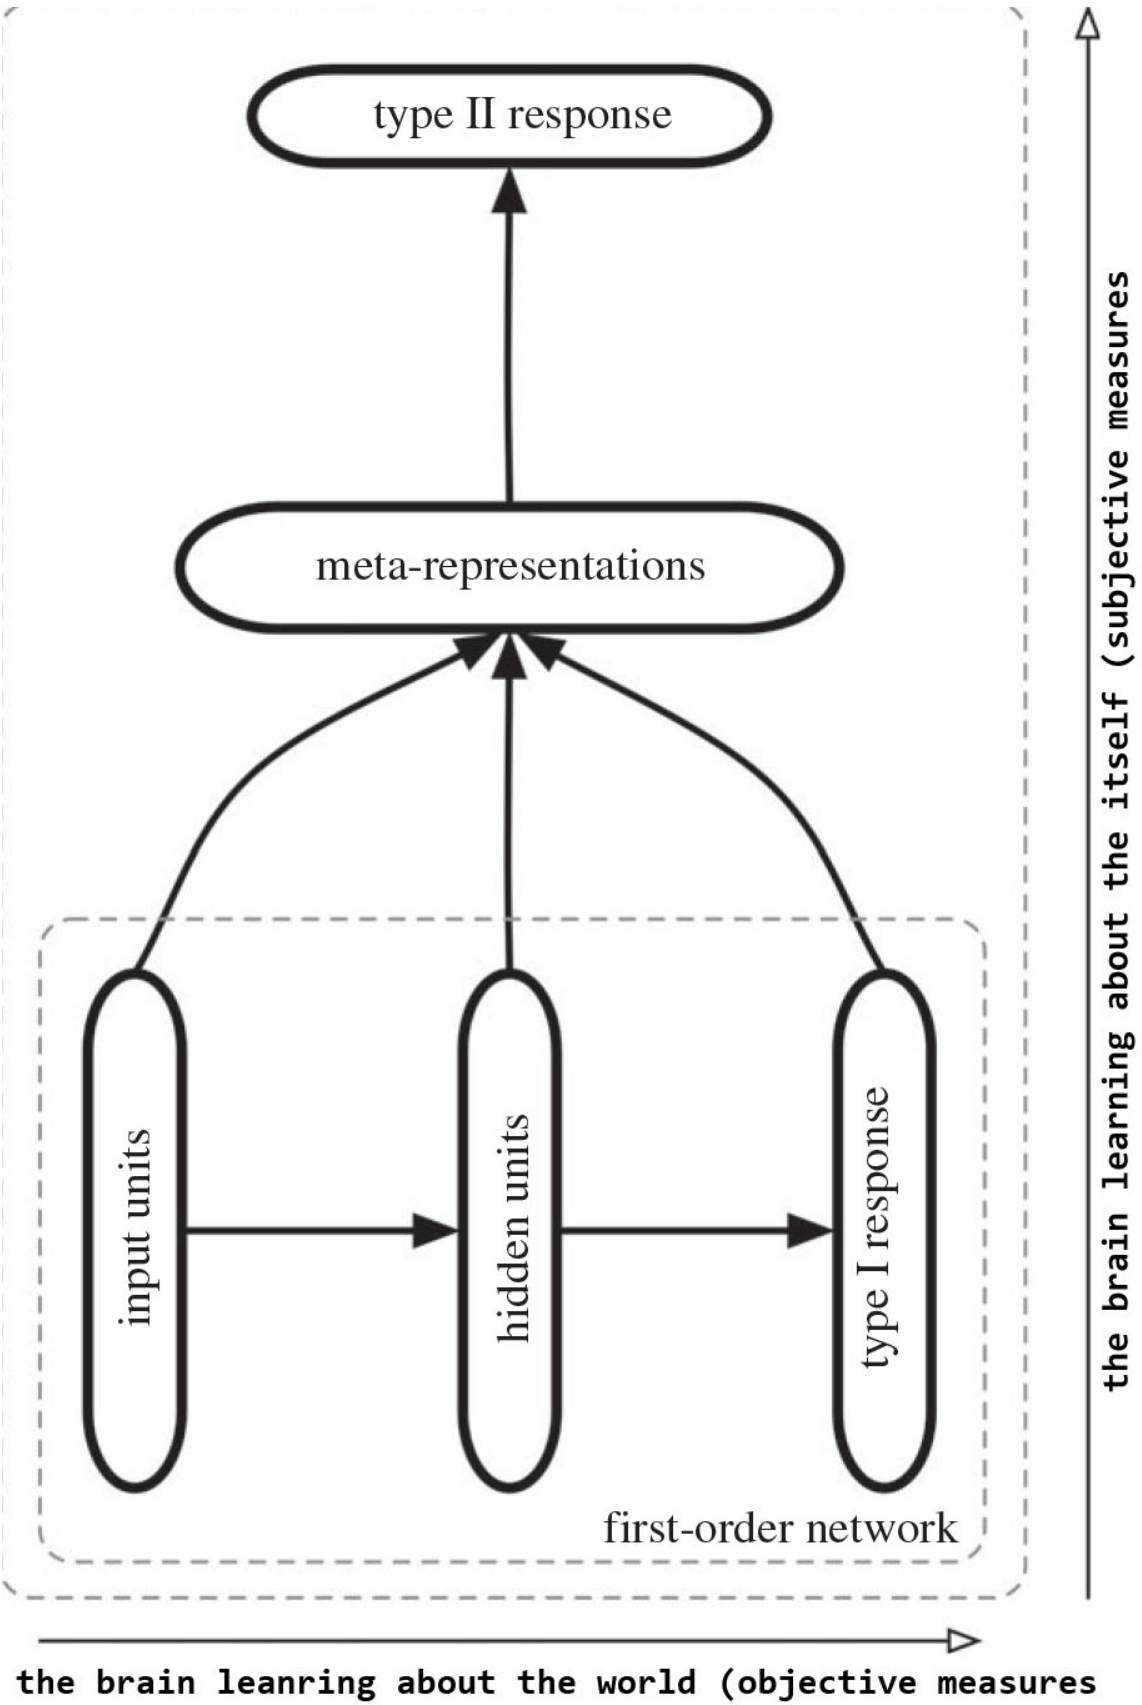 type II response
meta-representations
input units
hidden units
type I response
first-order network
the brain learning about the itself (subjective measures
the brain leanring about the world (objective measures